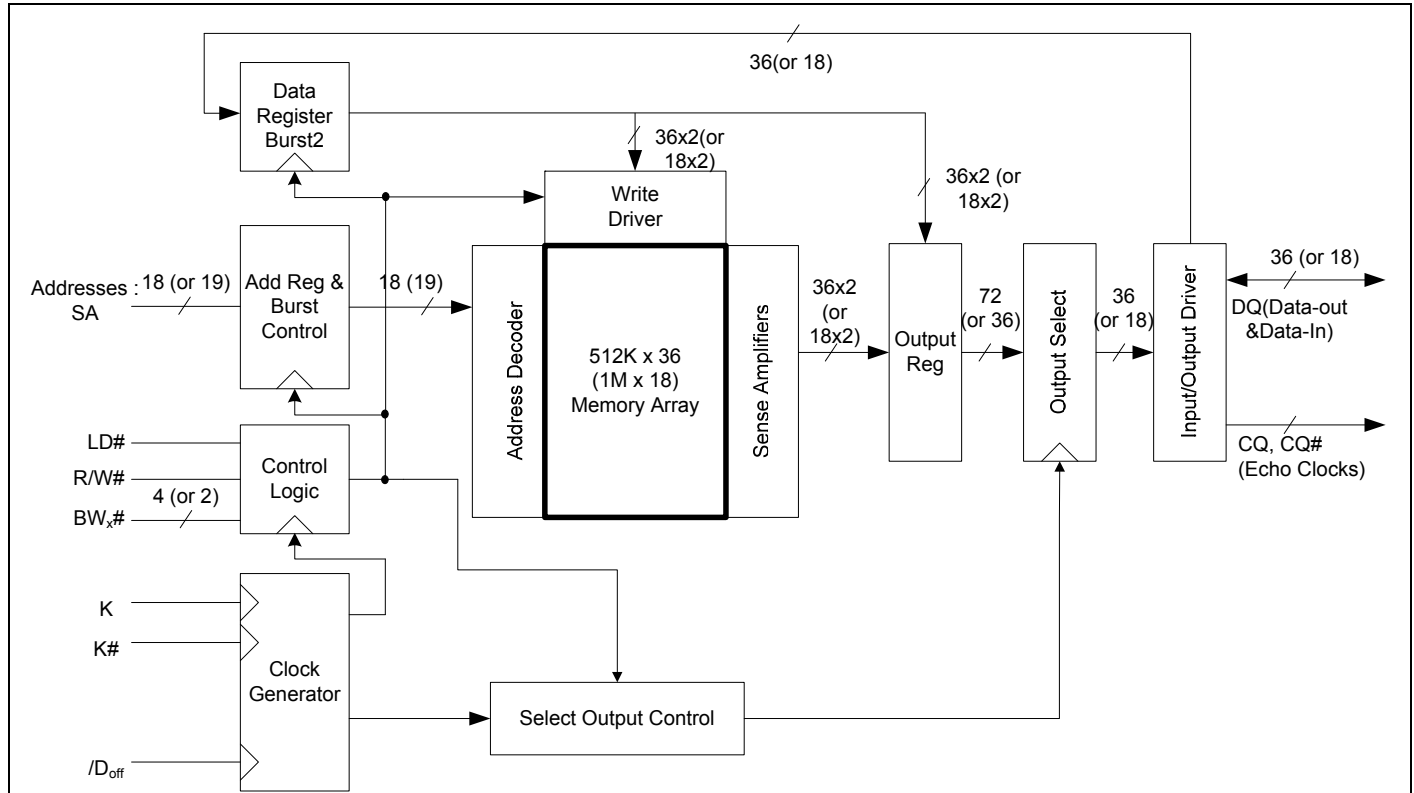 36(or 18)
Data
Register
Burst2
36x2(or
18x2)
36x2 (or
18x2)
Write
Driver
Addresses :
SA
18 (or 19)
Add Reg &
Burst
Control
18 (19)
Address Decoder
512K x 36
(1M x 18)
Memory Array
Sense Amplifiers
36x2
(or
18x2)
Output
Reg
72
(or 36)
Output Select
36
(or 18)
Input/Output Driver
36 (or 18)
DQ(Data-out
&Data-In)
CQ, CQ#
(Echo Clocks)
LD#
R/W#
BWx#
4 (or 2)
Control
Logic
K
K#
/Doff
Clock
Generator
Select Output Control